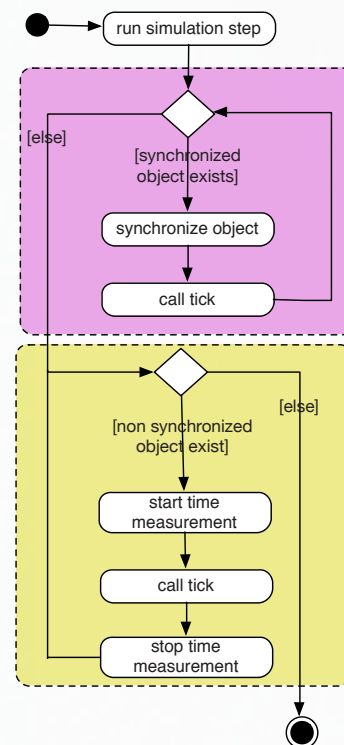 run simulation step
[else]
[synchronized
object exists]
synchronize object
call tick
[else]
[non synchronized
object exist]
start time
measurement
call tick
stop time
measurement